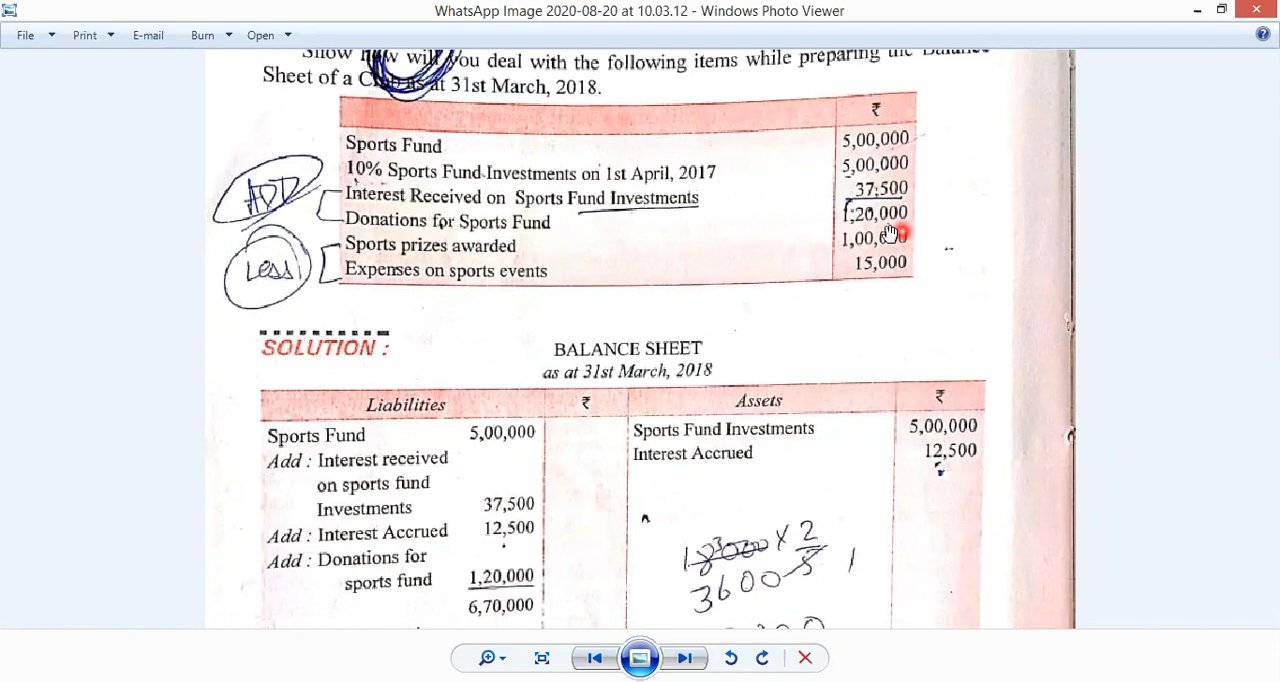 WhatsApp Image 2020-08-20 at 10.03.12 - Windows Photo Viewer
File Print E-mail Burn Open
Show how will you deal with the following items while preparing the Balance
Sheet of a Club as at 31st March, 2018.
₹
Sports Fund 5,00,000
10% Sports Fund Investments on 1st April, 2017 5,00,000
Interest Received on Sports Fund Investments 37,500
Donations for Sports Fund 1,20,000
Sports prizes awarded 1,00,000
Expenses on sports events 15,000
ADD
Less
SOLUTION :
BALANCE SHEET
as at 31st March, 2018
Liabilities ₹ Assets ₹
Sports Fund 5,00,000 Sports Fund Investments 5,00,000
Add : Interest received Interest Accrued 12,500
on sports fund
Investments 37,500
Add : Interest Accrued 12,500
Add : Donations for
sports fund 1,20,000
6,70,000
3600